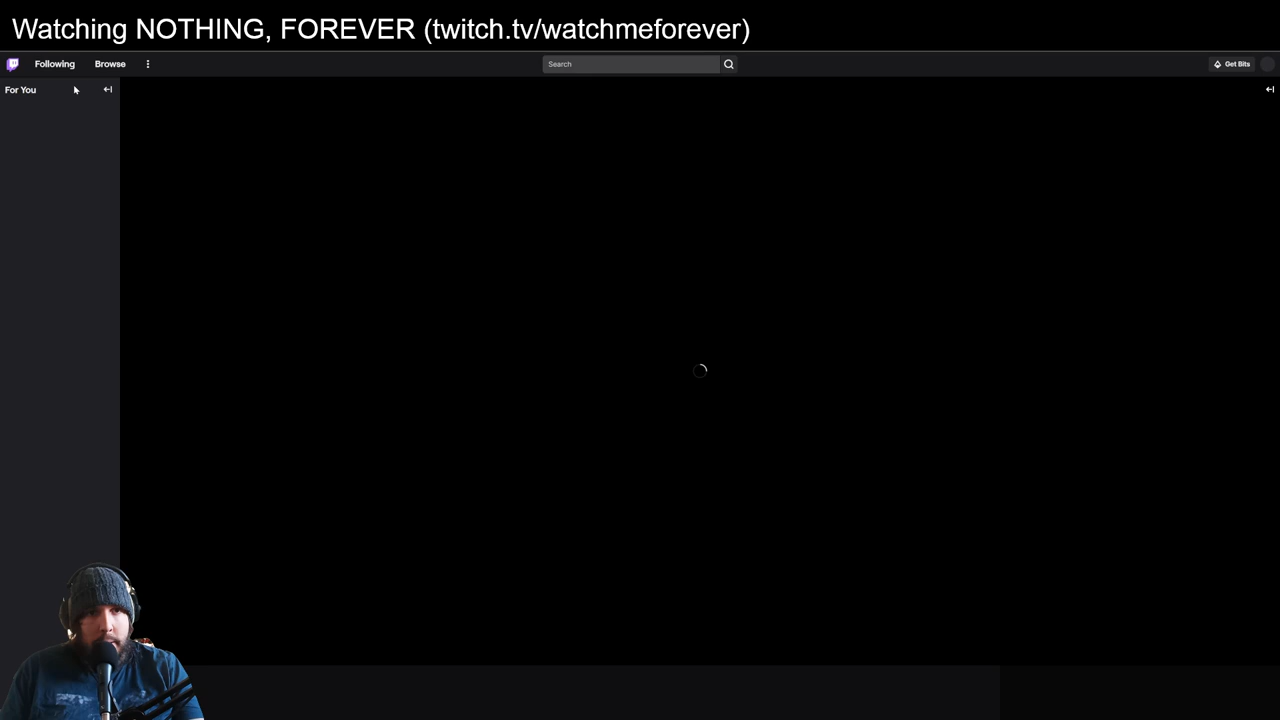 Watching NOTHING, FOREVER (twitch.tv/watchmeforever)
Following Browse Search Get Bits
For You